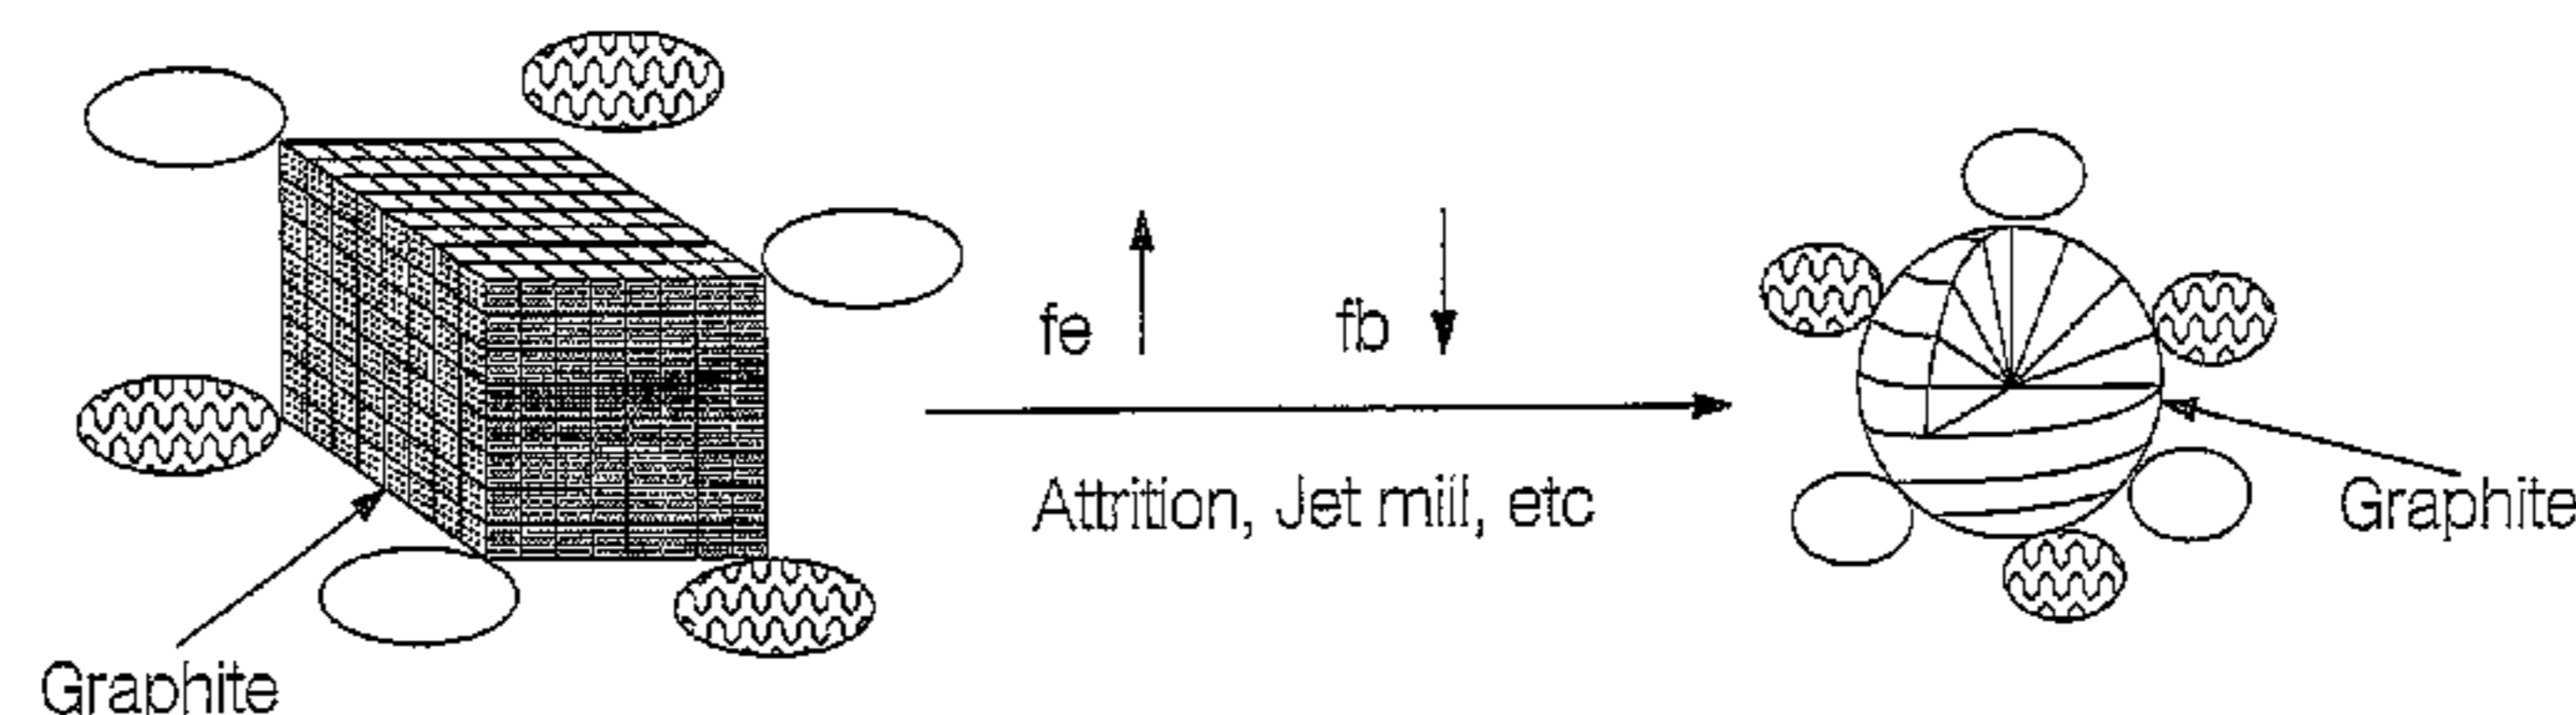 fe
fb
Attrition, Jet mill, etc
Graphite
Graphite